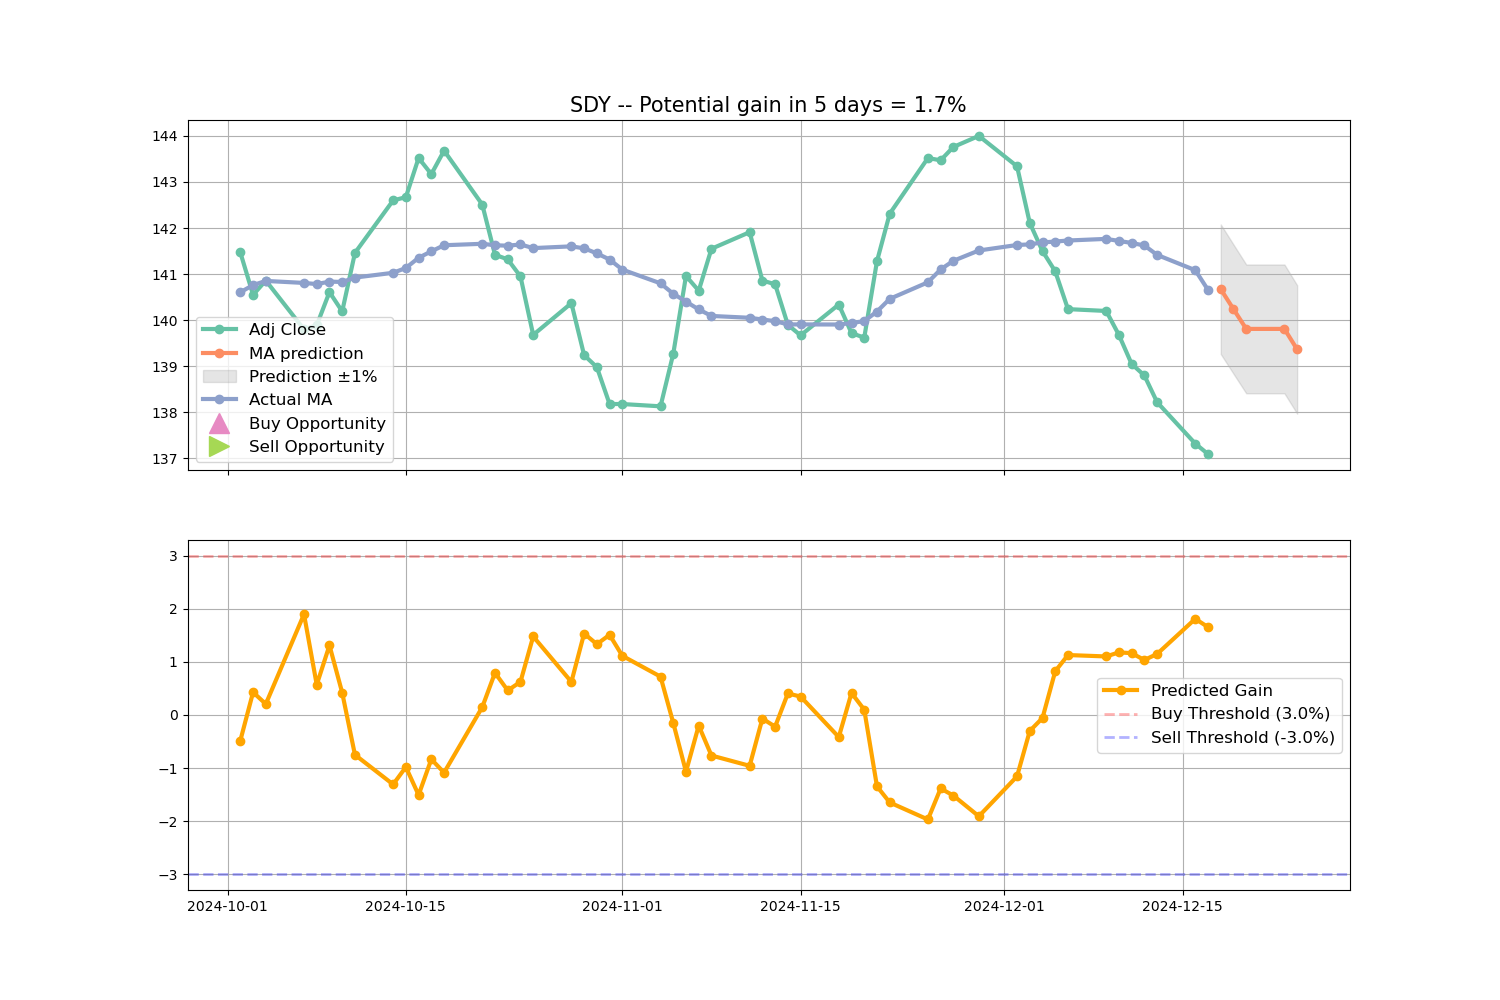 SDY -- Potential gain in 5 days = 1.7%
144
143
142
141
140
139
138
137
Adj Close
MA prediction
Prediction ±1%
Actual MA
Buy Opportunity
Sell Opportunity
3
2
1
0
−1
−2
−3
Predicted Gain
Buy Threshold (3.0%)
Sell Threshold (-3.0%)
2024-10-01
2024-10-15
2024-11-01
2024-11-15
2024-12-01
2024-12-15